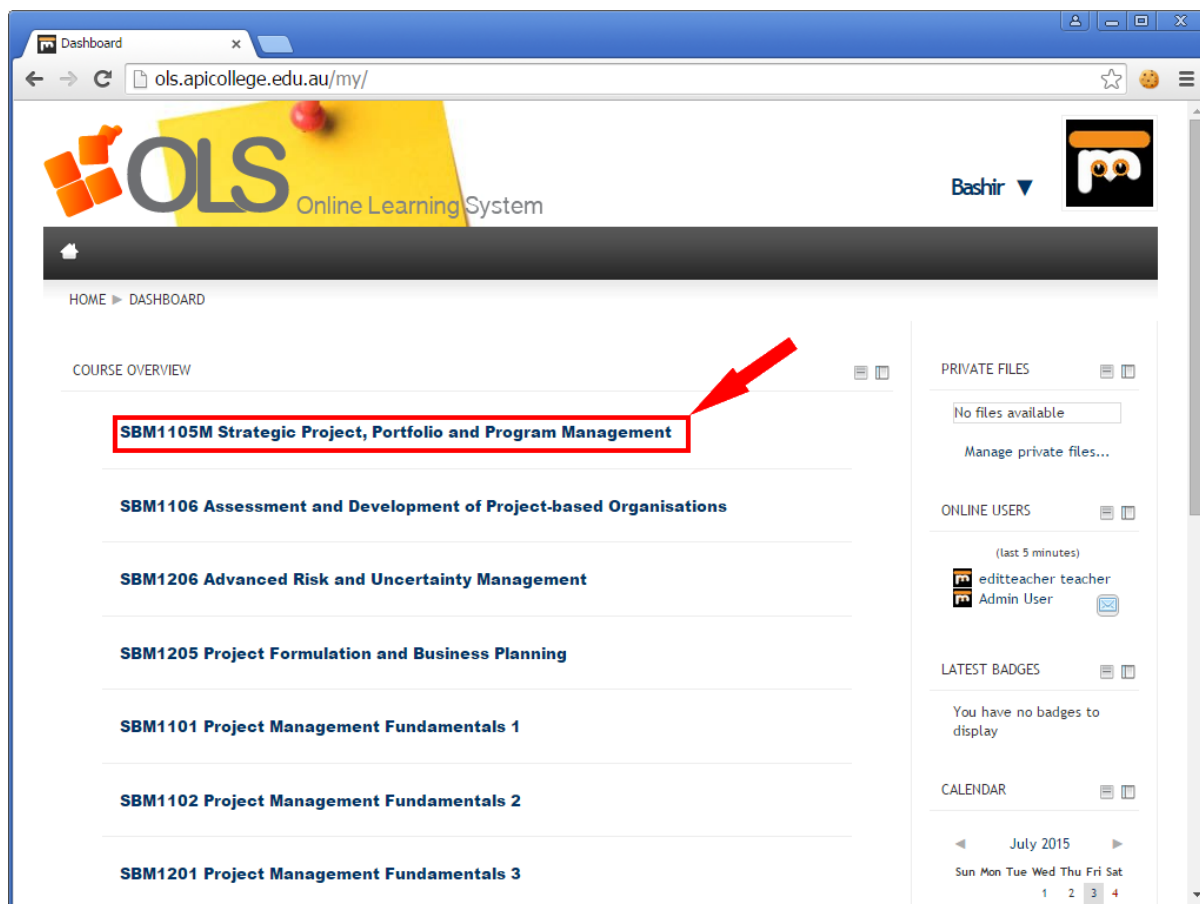 Dashboard
ols.apicollege.edu.au/my/
OLS Online Learning System
Bashir ▼
HOME ► DASHBOARD
COURSE OVERVIEW
SBM1105M Strategic Project, Portfolio and Program Management
SBM1106 Assessment and Development of Project-based Organisations
SBM1206 Advanced Risk and Uncertainty Management
SBM1205 Project Formulation and Business Planning
SBM1101 Project Management Fundamentals 1
SBM1102 Project Management Fundamentals 2
SBM1201 Project Management Fundamentals 3
PRIVATE FILES
No files available
Manage private files...
ONLINE USERS
(last 5 minutes)
editteacher teacher
Admin User
LATEST BADGES
You have no badges to
display
CALENDAR
◄ July 2015 ►
Sun Mon Tue Wed Thu Fri Sat
1 2 3 4